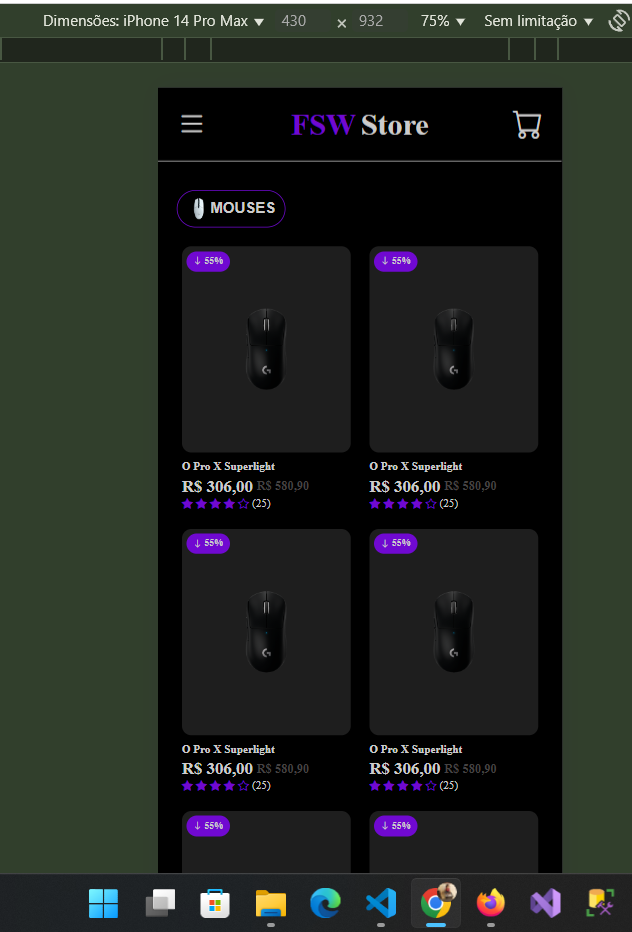 Dimensões: iPhone 14 Pro Max ▼ 430 × 932 75% ▼ Sem limitação ▼
FSW Store
MOUSES
↓ 55% ↓ 55%
O Pro X Superlight O Pro X Superlight
R$ 306,00 R$ 580,90 R$ 306,00 R$ 580,90
(25) (25)
↓ 55% ↓ 55%
O Pro X Superlight O Pro X Superlight
R$ 306,00 R$ 580,90 R$ 306,00 R$ 580,90
(25) (25)
↓ 55% ↓ 55%